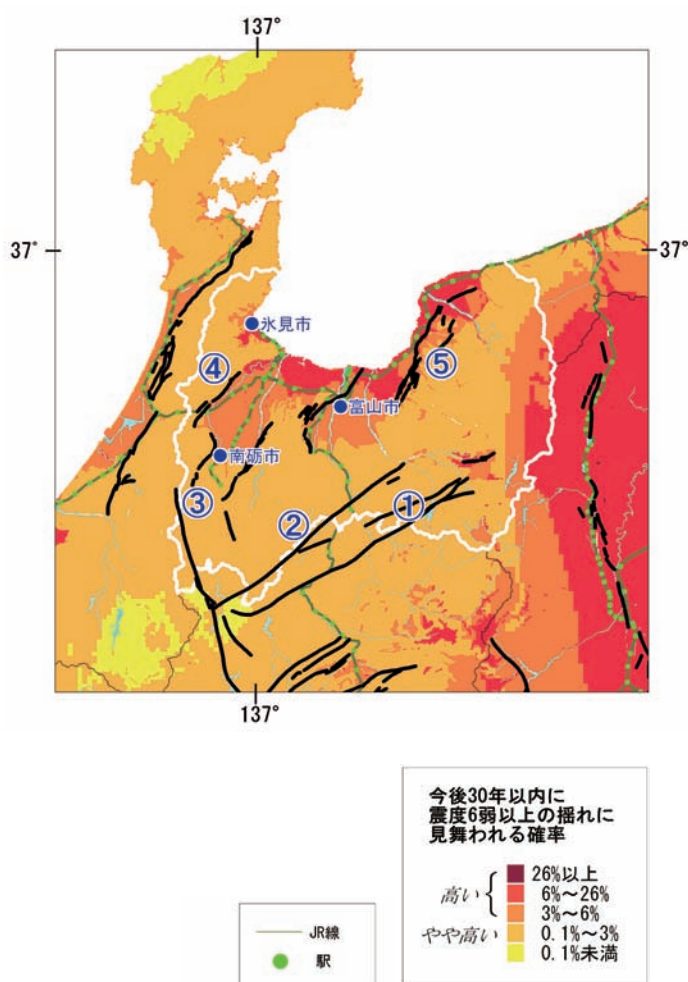 137°
37°
37°
氷見市
④
⑤
富山市
南砺市
③
①
②
137°
今後30年以内に
震度6弱以上の揺れに
見舞われる確率
高い
26%以上
6%～26%
3%～6%
やや高い
0.1%～3%
0.1%未満
JR線
駅